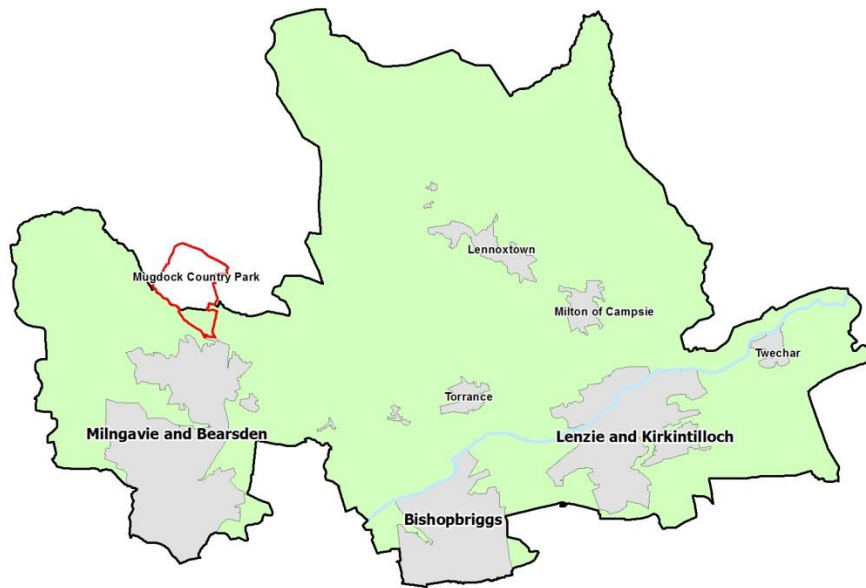 Lennoxtown
Mugdock Country Park
Milton of Campsie
Twechar
Torrance
Milngavie and Bearsden
Lenzie and Kirkintilloch
Bishopbriggs